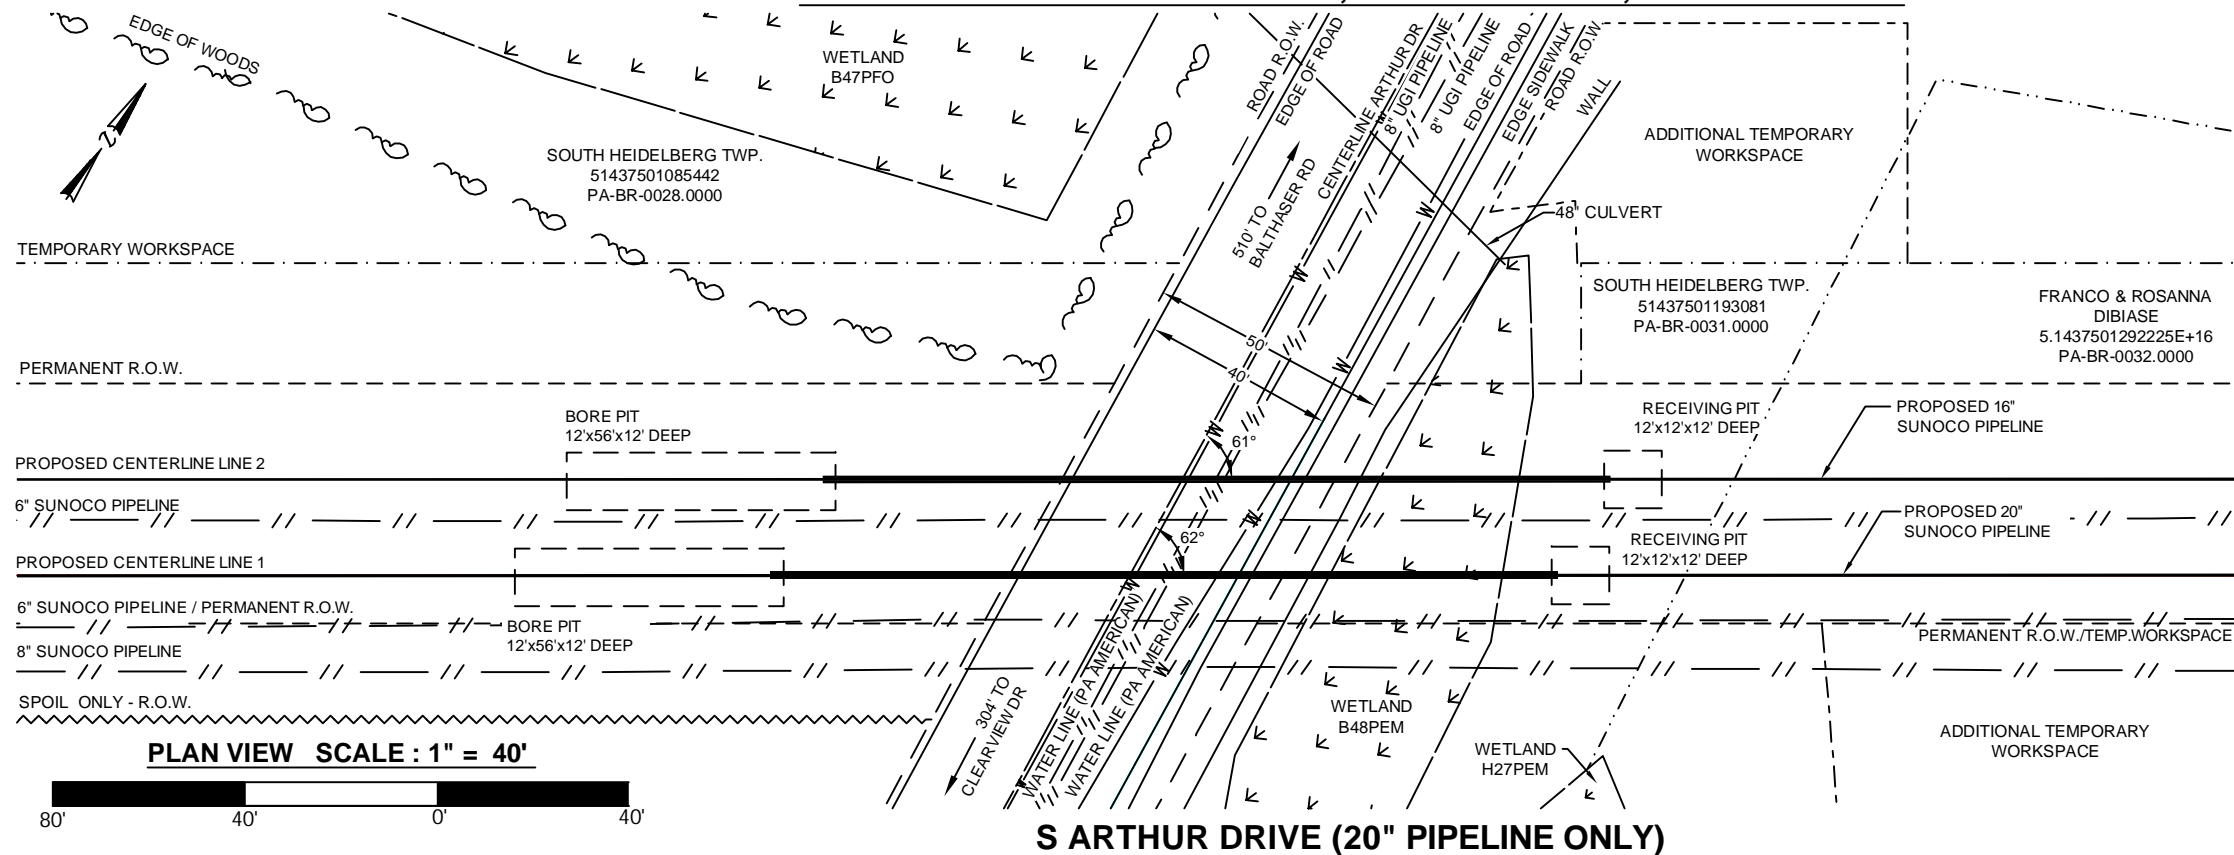 EDGE OF WOODS
WETLAND
B47PFO
N
SOUTH HEIDELBERG TWP.
51437501085442
PA-BR-0028.0000
ROAD R.O.W.
EDGE OF ROAD
510' TO
BALTHASER RD
CENTERLINE ARTHUR DR
8" UGI PIPELINE
8" UGI PIPELINE
EDGE OF ROAD
EDGE SIDEWALK
ROAD R.O.W
WALL
ADDITIONAL TEMPORARY
WORKSPACE
48" CULVERT
TEMPORARY WORKSPACE
SOUTH HEIDELBERG TWP.
51437501193081
PA-BR-0031.0000
FRANCO & ROSANNA
DIBIASE
5.1437501292225E+16
PA-BR-0032.0000
W
W
50'
40'
W
W
PERMANENT R.O.W.
BORE PIT
12'x56'x12' DEEP
RECEIVING PIT
12'x12'x12' DEEP
PROPOSED 16"
SUNOCO PIPELINE
61°
PROPOSED CENTERLINE LINE 2
6" SUNOCO PIPELINE
W
PROPOSED 20"
SUNOCO PIPELINE
62°
RECEIVING PIT
12'x12'x12' DEEP
PROPOSED CENTERLINE LINE 1
W
6" SUNOCO PIPELINE / PERMANENT R.O.W.
BORE PIT
12'x56'x12' DEEP
PERMANENT R.O.W./TEMP.WORKSPACE
8" SUNOCO PIPELINE
W
WATER LINE (PA AMERICAN)
WATER LINE (PA AMERICAN)
304' TO
CLEARVIEW DR
SPOIL ONLY - R.O.W.
WETLAND
B48PEM
WETLAND
H27PEM
ADDITIONAL TEMPORARY
WORKSPACE
PLAN VIEW SCALE : 1" = 40'
80' 40' 0' 40'
S ARTHUR DRIVE (20" PIPELINE ONLY)